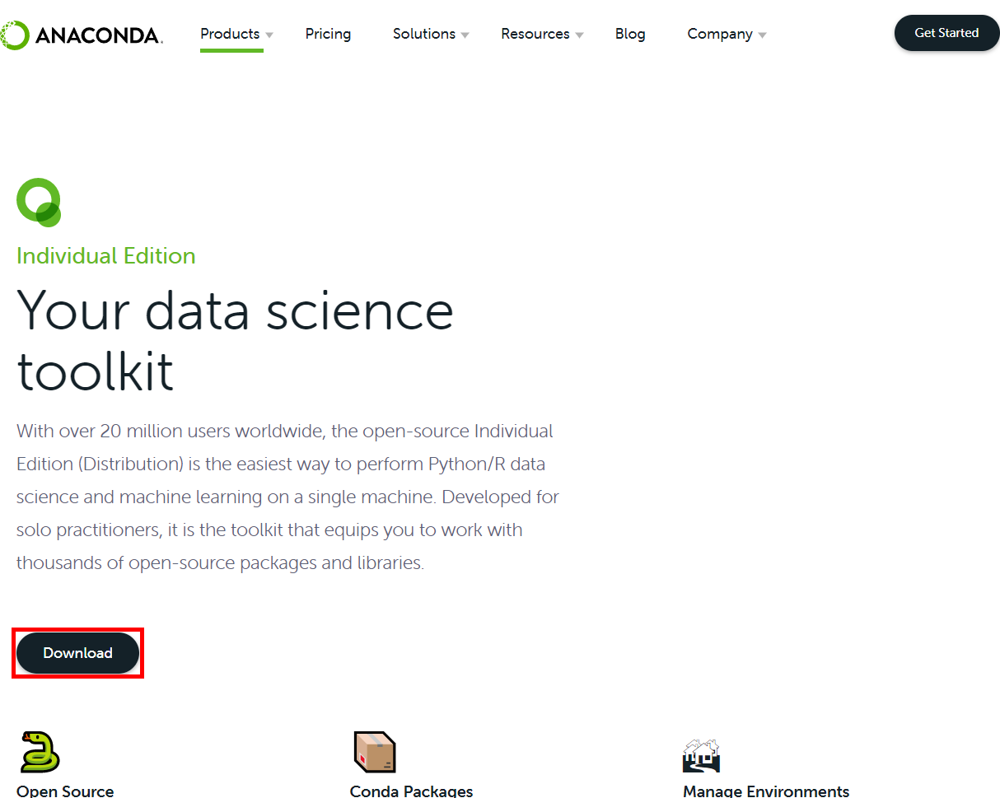 ANACONDA.
Products Pricing Solutions Resources Blog Company Get Started
Individual Edition
Your data science
toolkit
With over 20 million users worldwide, the open-source Individual
Edition (Distribution) is the easiest way to perform Python/R data
science and machine learning on a single machine. Developed for
solo practitioners, it is the toolkit that equips you to work with
thousands of open-source packages and libraries.
Download
Open Source Conda Packages Manage Environments